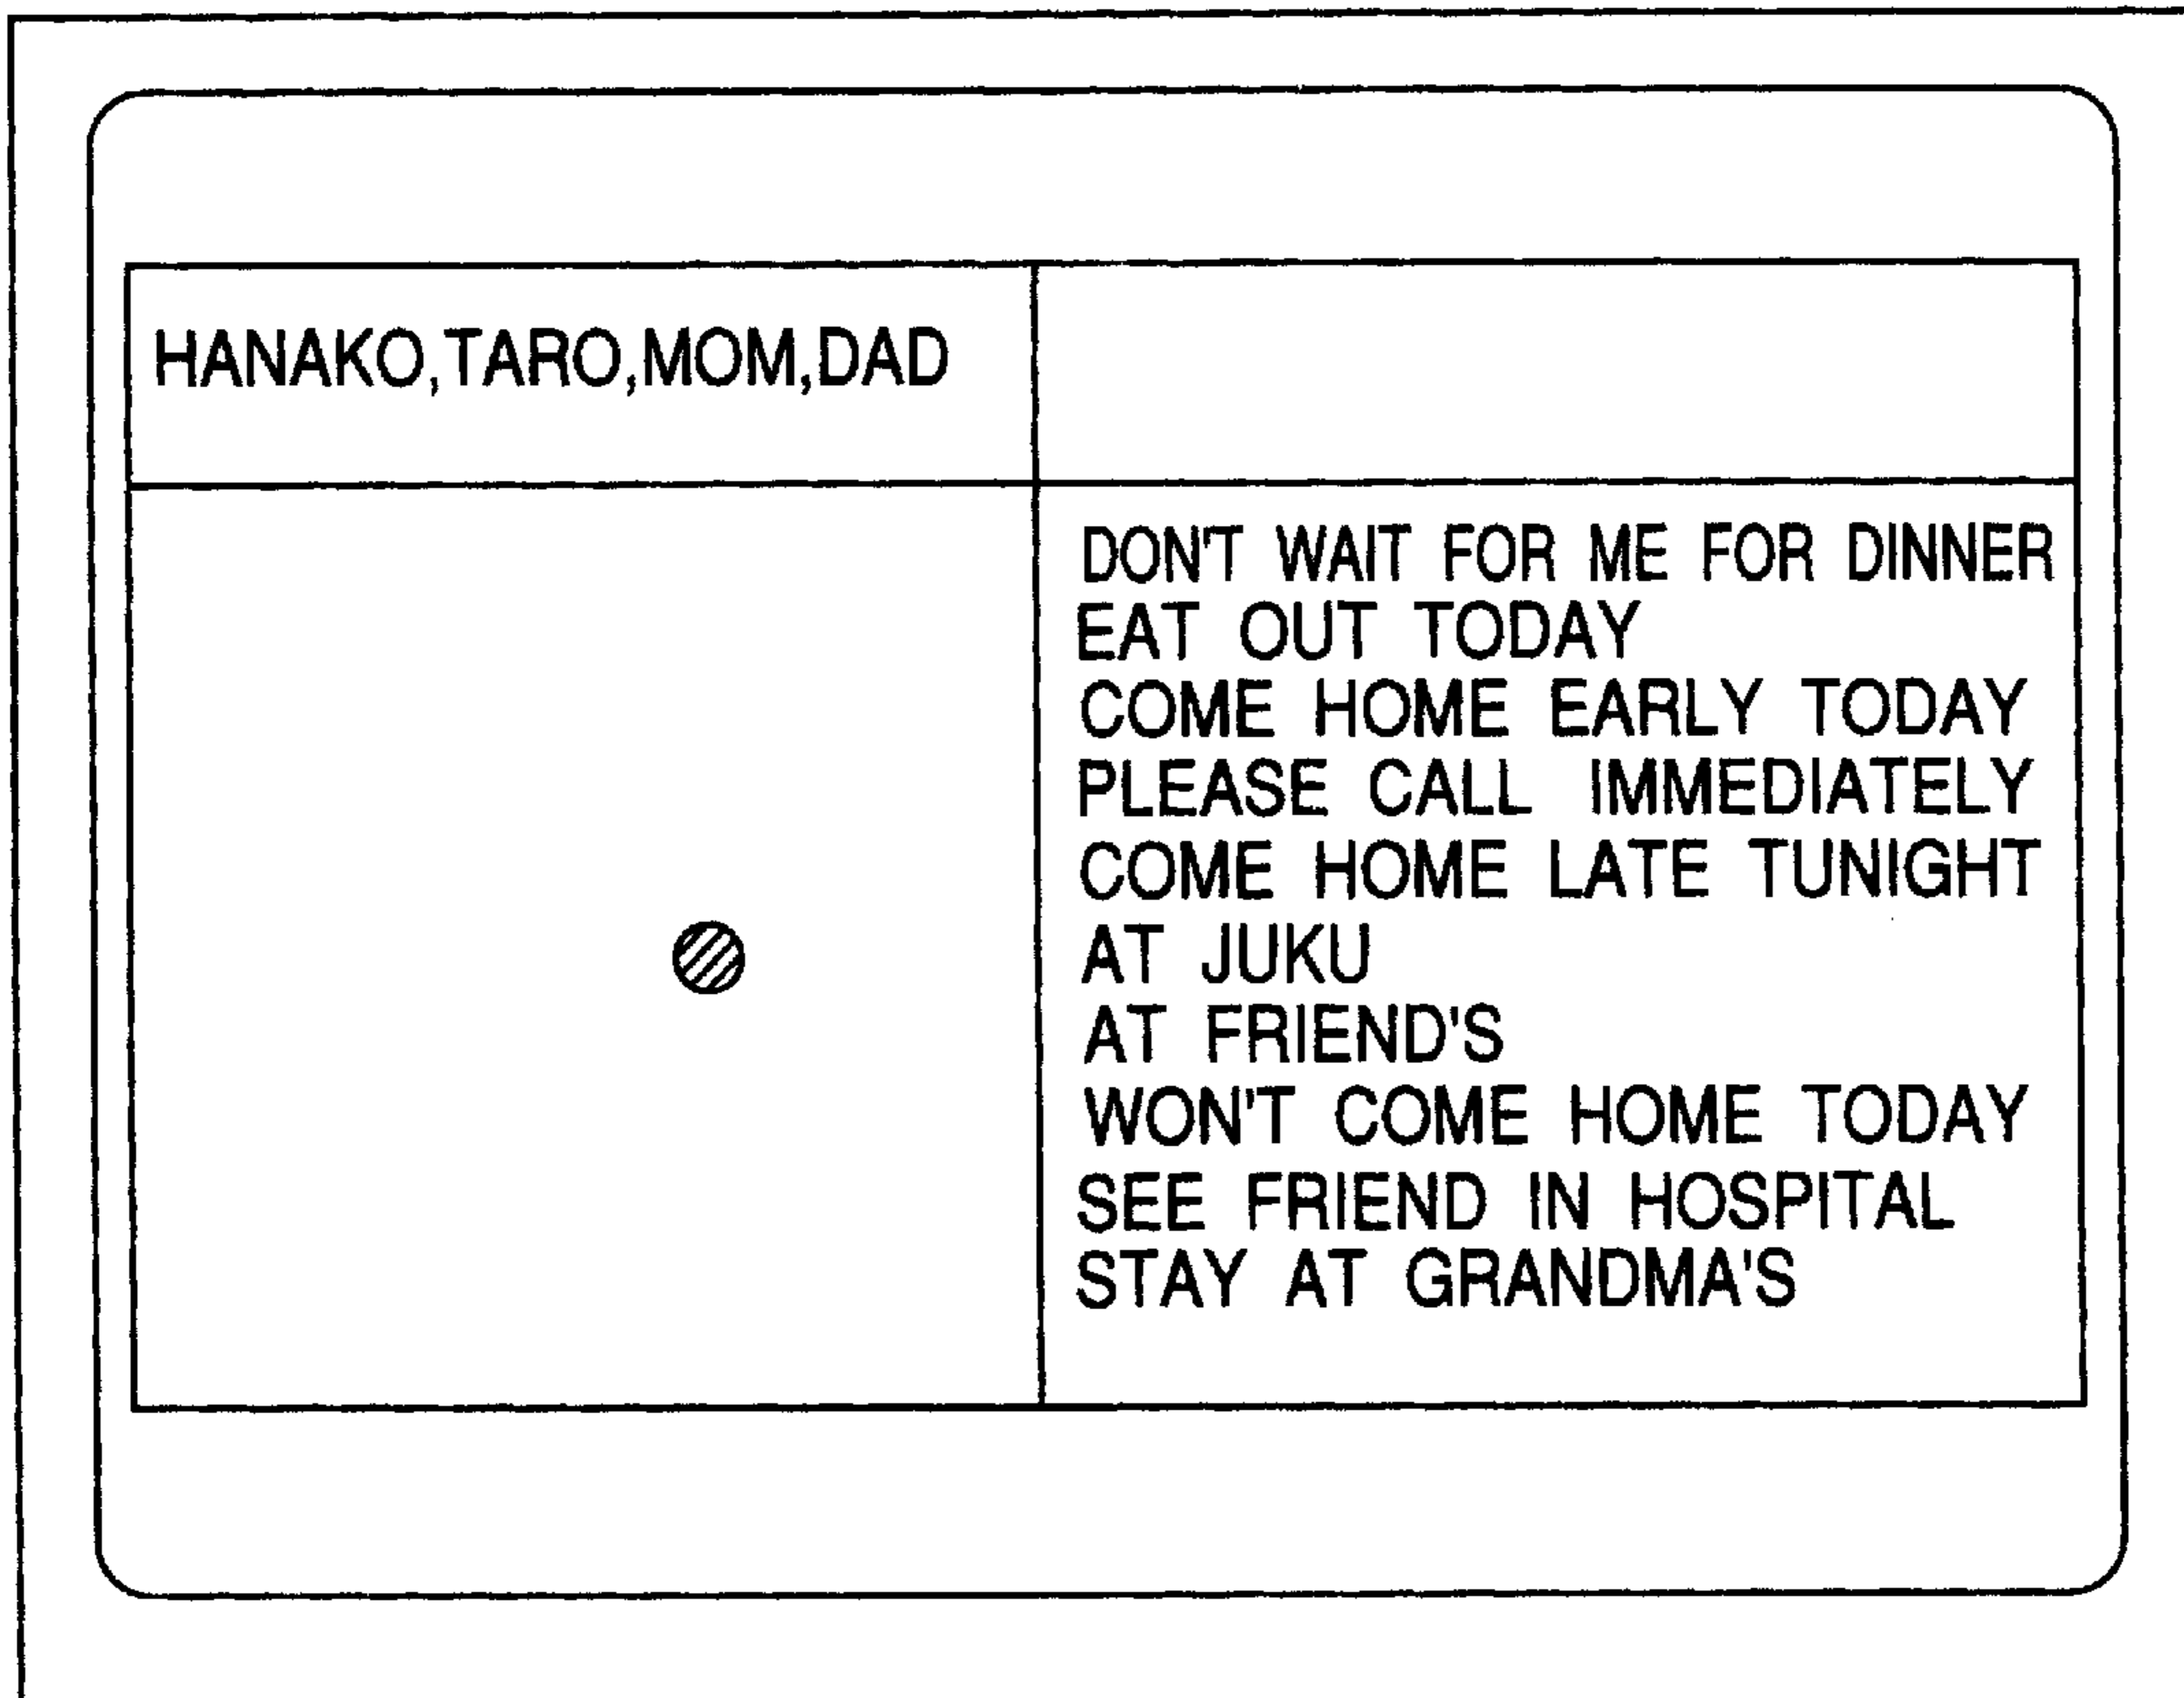 HANAKO,TARO,MOM,DAD
DON'T WAIT FOR ME FOR DINNER
EAT OUT TODAY
COME HOME EARLY TODAY
PLEASE CALL IMMEDIATELY
COME HOME LATE TUNIGHT
AT JUKU
AT FRIEND'S
WON'T COME HOME TODAY
SEE FRIEND IN HOSPITAL
STAY AT GRANDMA'S